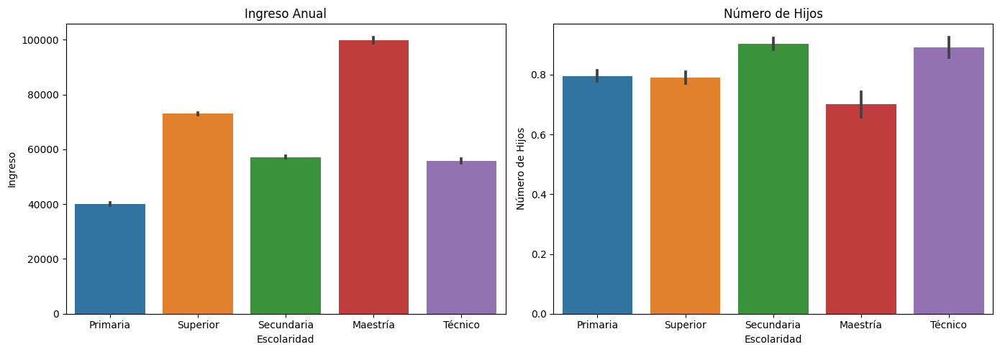 Ingreso Anual
Ingreso
100000
80000
60000
40000
20000
0
Primaria Superior Secundaria Maestría Técnico
Escolaridad
Número de Hijos
Número de Hijos
0.8
0.6
0.4
0.2
0.0
Primaria Superior Secundaria Maestría Técnico
Escolaridad